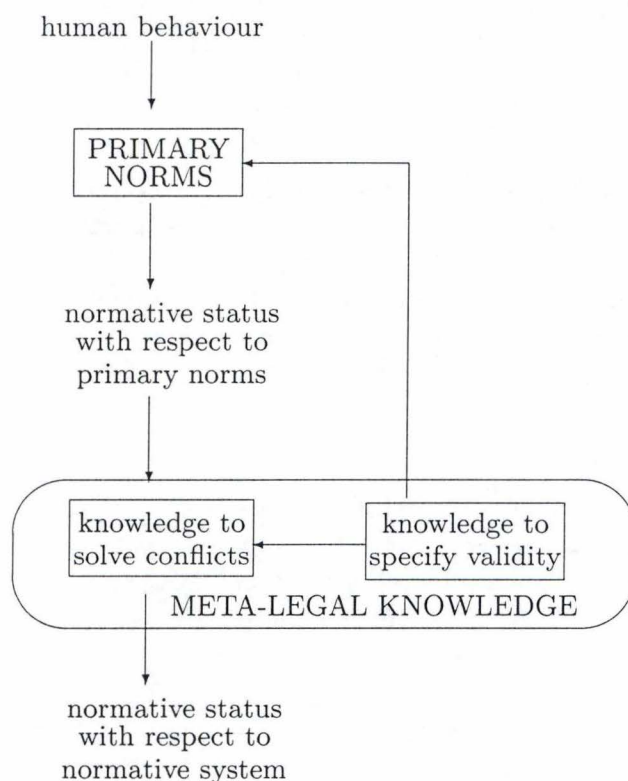 human behaviour
PRIMARY
NORMS
normative status
with respect to
primary norms
knowledge to
solve conflicts
knowledge to
specify validity
META-LEGAL KNOWLEDGE
normative status
with respect to
normative system